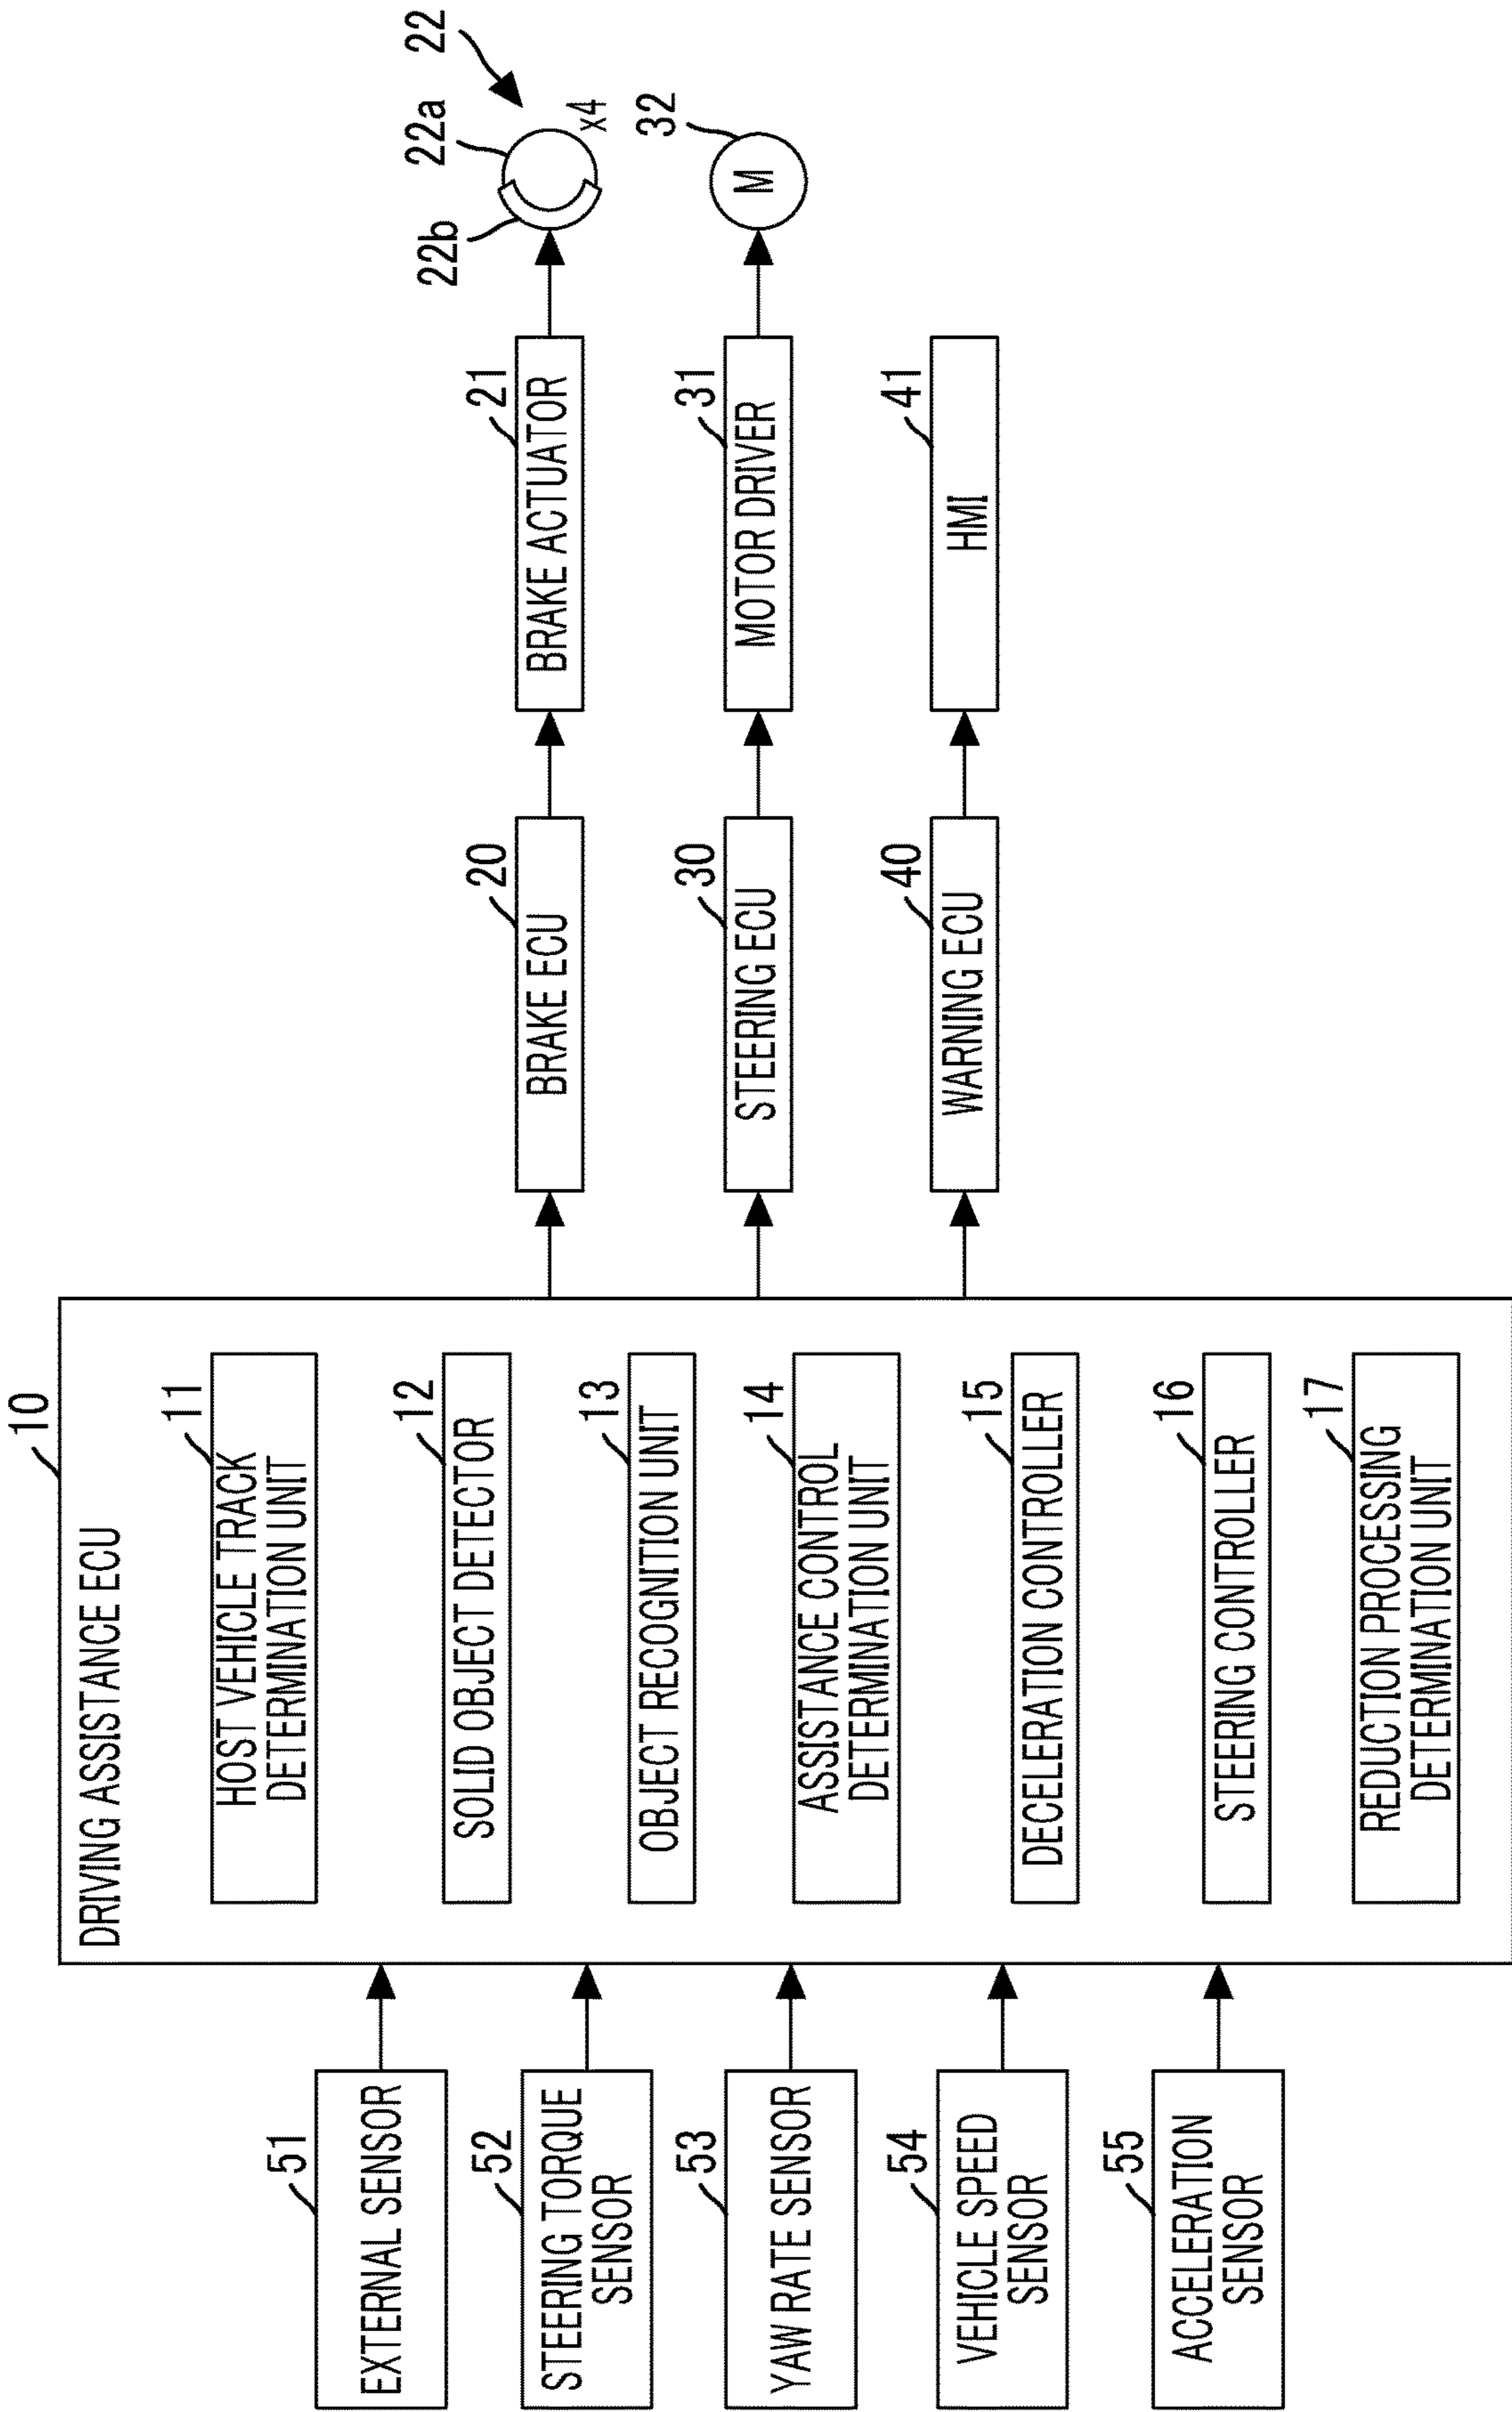 10
DRIVING ASSISTANCE ECU
11
HOST VEHICLE TRACK
DETERMINATION UNIT
12
SOLID OBJECT DETECTOR
13
OBJECT RECOGNITION UNIT
14
ASSISTANCE CONTROL
DETERMINATION UNIT
15
DECELERATION CONTROLLER
16
STEERING CONTROLLER
17
REDUCTION PROCESSING
DETERMINATION UNIT
51
EXTERNAL SENSOR
52
STEERING TORQUE
SENSOR
53
YAW RATE SENSOR
54
VEHICLE SPEED
SENSOR
55
ACCELERATION
SENSOR
20
BRAKE ECU
21
BRAKE ACTUATOR
22
22a
22b
x4
30
STEERING ECU
31
MOTOR DRIVER
32
M
40
WARNING ECU
41
HMI